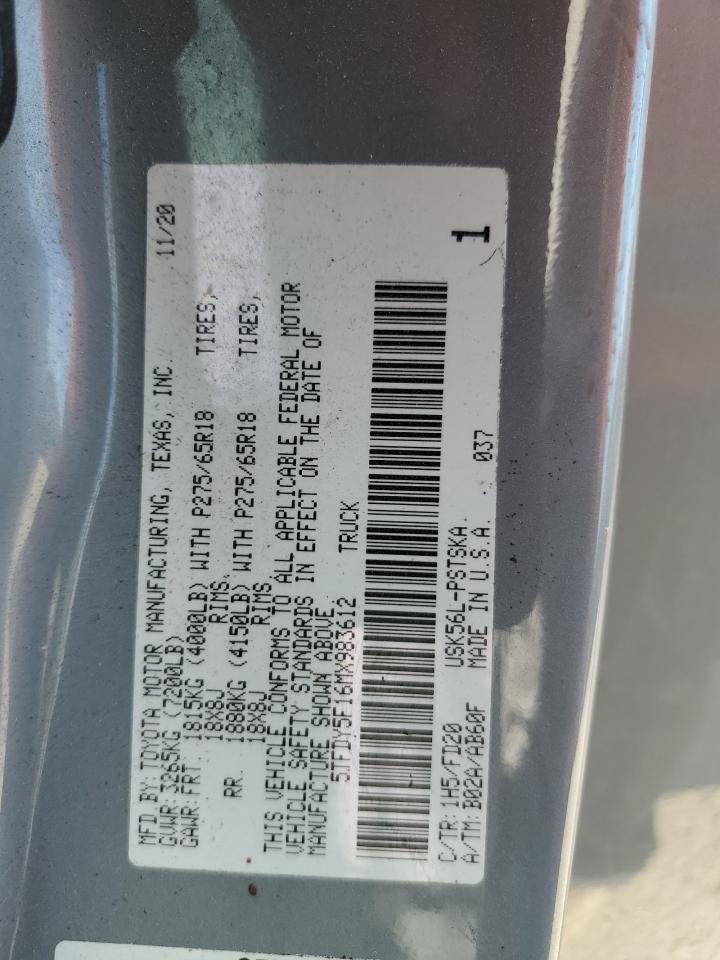 MFD.BY:TOYOTA MOTOR MANUFACTURING, TEXAS, INC. 11/20
GVWR:3265KG(7200LB)
GAWR:FRT. 1815KG (4000LB) WITH P275/65R18 TIRES,
18X8J RIMS.
RR. 1880KG (4150LB) WITH P275/65R18 TIRES,
18X8J RIMS.
THIS VEHICLE CONFORMS TO ALL APPLICABLE FEDERAL MOTOR
VEHICLE SAFETY STANDARDS IN EFFECT ON THE DATE OF
MANUFACTURE SHOWN ABOVE.
5TFDY5F16MX983612 TRUCK
C/TR:1H5/FD20 USK56L-PSTSKA
A/TM:B02A/AB60F MADE IN U.S.A. 037
1